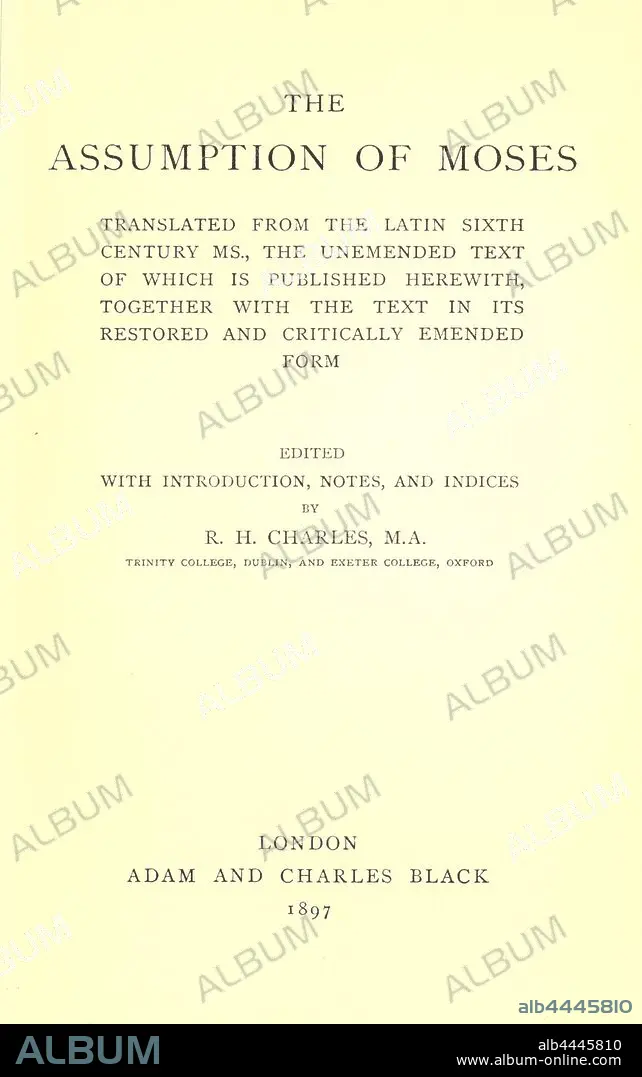 THE
ASSUMPTION OF MOSES
TRANSLATED FROM THE LATIN SIXTH
CENTURY MS., THE UNEMENDED TEXT
OF WHICH IS PUBLISHED HEREWITH,
TOGETHER WITH THE TEXT IN ITS
RESTORED AND CRITICALLY EMENDED
FORM
EDITED
WITH INTRODUCTION, NOTES, AND INDICES
BY
R. H. CHARLES, M.A.
TRINITY COLLEGE, DUBLIN, AND EXETER COLLEGE, OXFORD
LONDON
ADAM AND CHARLES BLACK
1897
alb4445810
ALBUM
alb4445810
www.album-online.com